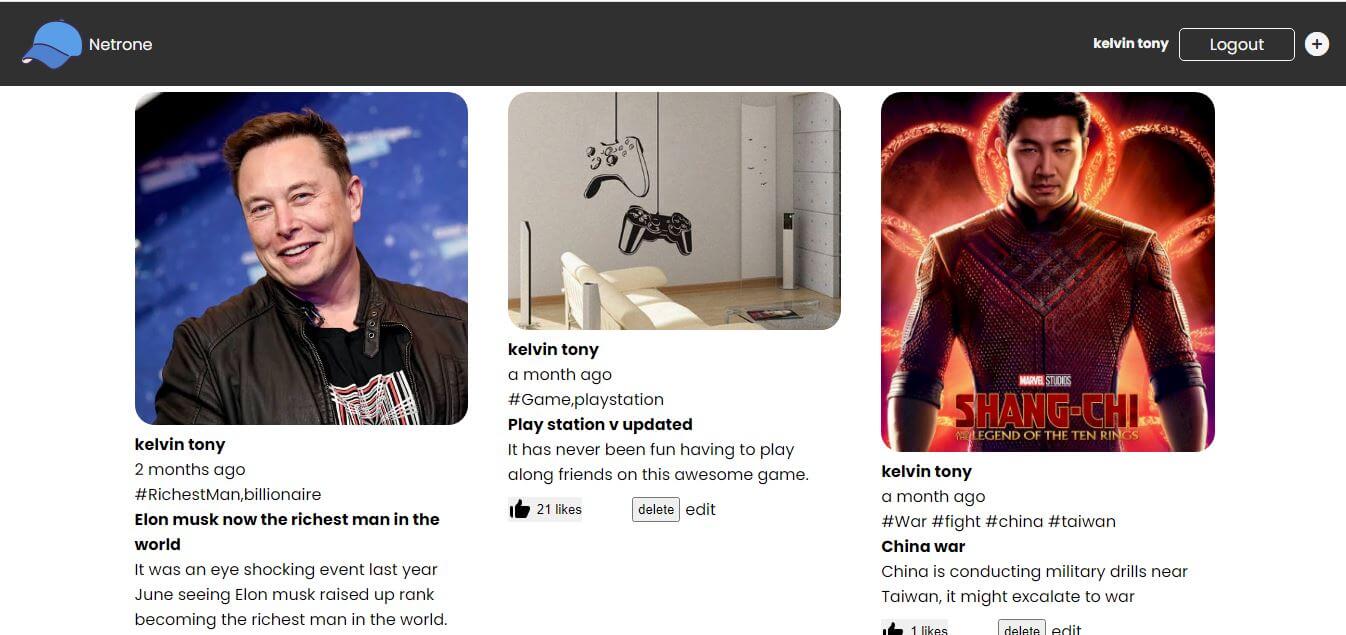 Netrone
kelvin tony
Logout
+
kelvin tony
2 months ago
#RichestMan,billionaire
Elon musk now the richest man in the
world
It was an eye shocking event last year
June seeing Elon musk raised up rank
becoming the richest man in the world.
kelvin tony
a month ago
#Game,playstation
Play station v updated
It has never been fun having to play
along friends on this awesome game.
21 likes
delete edit
MARVEL STUDIOS
SHANG-CHI
AND THE LEGEND OF THE TEN RINGS
kelvin tony
a month ago
#War #fight #china #taiwan
China war
China is conducting military drills near
Taiwan, it might excalate to war
1 likes
delete edit